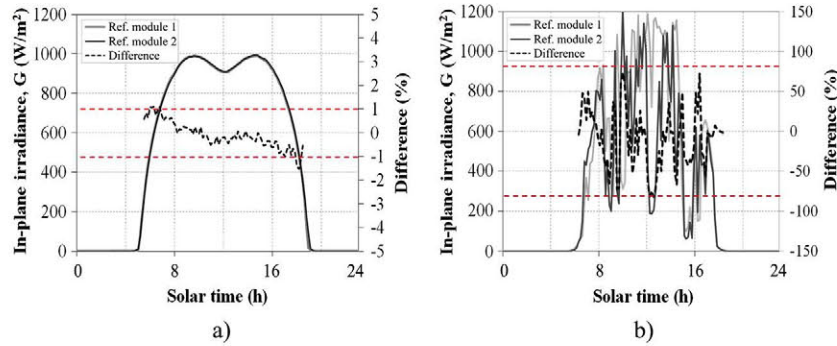 1200
1000
800
600
400
200
0
In-plane irradiance, G (W/m²)
Ref. module 1
Ref. module 2
Difference
5
4
3
2
1
0
-1
-2
-3
-4
-5
Difference (%)
0
8
16
24
Solar time (h)
a)
1200
1000
800
600
400
200
0
In-plane irradiance, G (W/m²)
Ref. module 1
Ref. module 2
Difference
150
100
50
0
-50
-100
-150
Difference (%)
0
8
16
24
Solar time (h)
b)